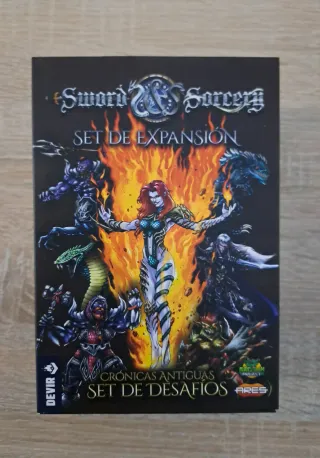 Sword & Sorcery
SET DE EXPANSIÓN
CRÓNICAS ANTIGUAS
SET DE DESAFÍOS
DEVIR
ARES